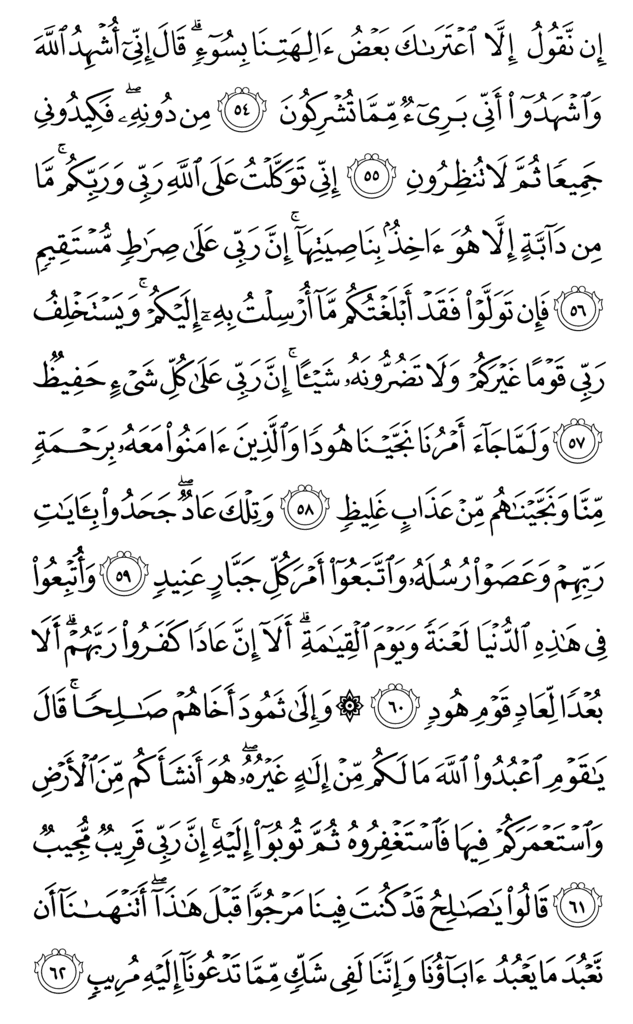 إِن نَّقُولُ إِلَّا ٱعۡتَرَىٰكَ بَعۡضُ ءَالِهَتِنَا بِسُوٓءٖۗ قَالَ إِنِّيٓ أُشۡهِدُ ٱللَّهَ
وَٱشۡهَدُوٓاْ أَنِّي بَرِيٓءٞ مِّمَّا تُشۡرِكُونَ ٥٤ مِن دُونِهِۦۖ فَكِيدُونِي
جَمِيعٗا ثُمَّ لَا تُنظِرُونِ ٥٥ إِنِّي تَوَكَّلۡتُ عَلَى ٱللَّهِ رَبِّي وَرَبِّكُمۚ مَّا
مِن دَآبَّةٍ إِلَّا هُوَ ءَاخِذُۢ بِنَاصِيَتِهَآۚ إِنَّ رَبِّي عَلَىٰ صِرَٰطٖ مُّسۡتَقِيمٖ
٥٦ فَإِن تَوَلَّوۡاْ فَقَدۡ أَبۡلَغۡتُكُم مَّآ أُرۡسِلۡتُ بِهِۦٓ إِلَيۡكُمۡۚ وَيَسۡتَخۡلِفُ
رَبِّي قَوۡمًا غَيۡرَكُمۡ وَلَا تَضُرُّونَهُۥ شَيۡـًٔاۚ إِنَّ رَبِّي عَلَىٰ كُلِّ شَيۡءٍ حَفِيظٞ
٥٧ وَلَمَّا جَآءَ أَمۡرُنَا نَجَّيۡنَا هُودٗا وَٱلَّذِينَ ءَامَنُواْ مَعَهُۥ بِرَحۡمَةٖ
مِّنَّا وَنَجَّيۡنَٰهُم مِّنۡ عَذَابٍ غَلِيظٖ ٥٨ وَتِلۡكَ عَادٞۖ جَحَدُواْ بِـَٔايَٰتِ
رَبِّهِمۡ وَعَصَوۡاْ رُسُلَهُۥ وَٱتَّبَعُوٓاْ أَمۡرَ كُلِّ جَبَّارٍ عَنِيدٖ ٥٩ وَأُتۡبِعُواْ
فِي هَٰذِهِ ٱلدُّنۡيَا لَعۡنَةٗ وَيَوۡمَ ٱلۡقِيَٰمَةِۗ أَلَآ إِنَّ عَادٗا كَفَرُواْ رَبَّهُمۡۗ أَلَا
بُعۡدٗا لِّعَادٖ قَوۡمِ هُودٖ ٦٠ ۞ وَإِلَىٰ ثَمُودَ أَخَاهُمۡ صَٰلِحٗاۚ قَالَ
يَٰقَوۡمِ ٱعۡبُدُواْ ٱللَّهَ مَا لَكُم مِّنۡ إِلَٰهٍ غَيۡرُهُۥۖ هُوَ أَنشَأَكُم مِّنَ ٱلۡأَرۡضِ
وَٱسۡتَعۡمَرَكُمۡ فِيهَا فَٱسۡتَغۡفِرُوهُ ثُمَّ تُوبُوٓاْ إِلَيۡهِۚ إِنَّ رَبِّي قَرِيبٞ مُّجِيبٞ
٦١ قَالُواْ يَٰصَٰلِحُ قَدۡ كُنتَ فِينَا مَرۡجُوّٗا قَبۡلَ هَٰذَآۖ أَتَنۡهَىٰنَآ أَن
نَّعۡبُدَ مَا يَعۡبُدُ ءَابَآؤُنَا وَإِنَّنَا لَفِي شَكّٖ مِّمَّا تَدۡعُونَآ إِلَيۡهِ مُرِيبٖ ٦٢